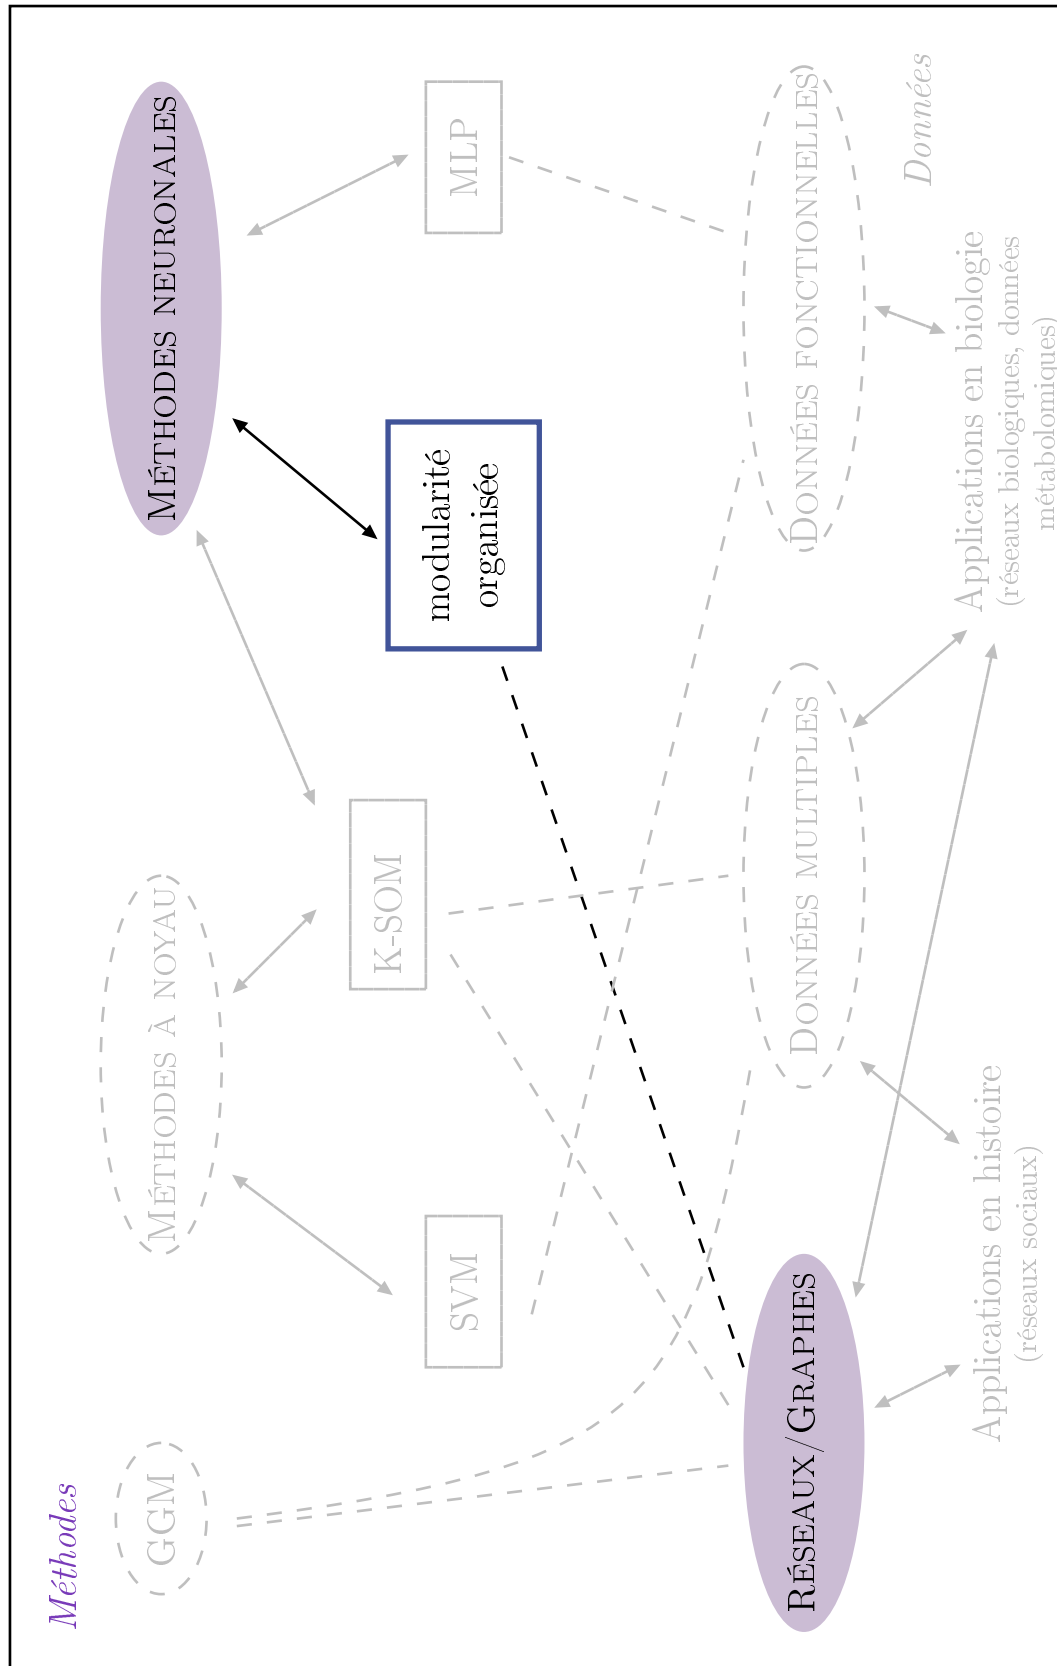 Méthodes
GGM
MÉTHODES À NOYAU
MÉTHODES NEURONALES
SVM
K-SOM
modularité
organisée
MLP
RÉSEAUX/GRAPHES
DONNÉES MULTIPLES
DONNÉES FONCTIONNELLES
Données
Applications en histoire
(réseaux sociaux)
Applications en biologie
(réseaux biologiques, données
métabolomiques)